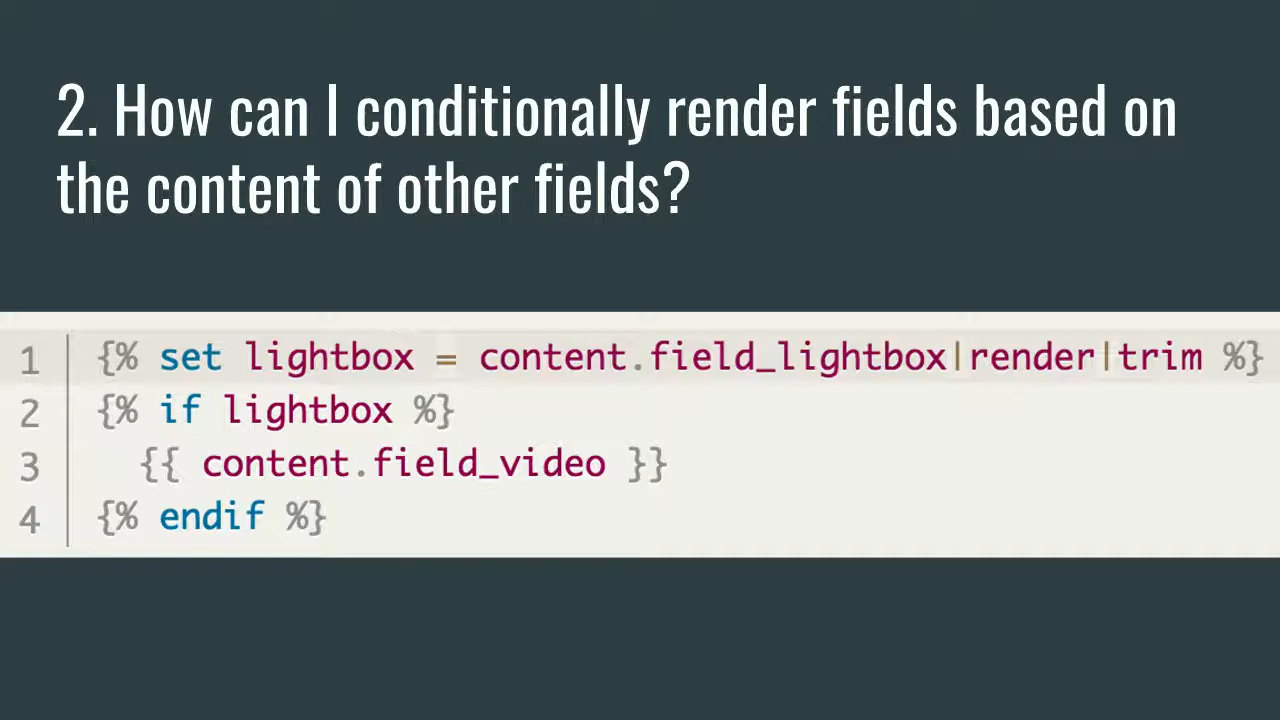 2. How can I conditionally render fields based on
the content of other fields?
1 {% set lightbox = content.field_lightbox|render|trim %}
2 {% if lightbox %}
3 {{ content.field_video }}
4 {% endif %}